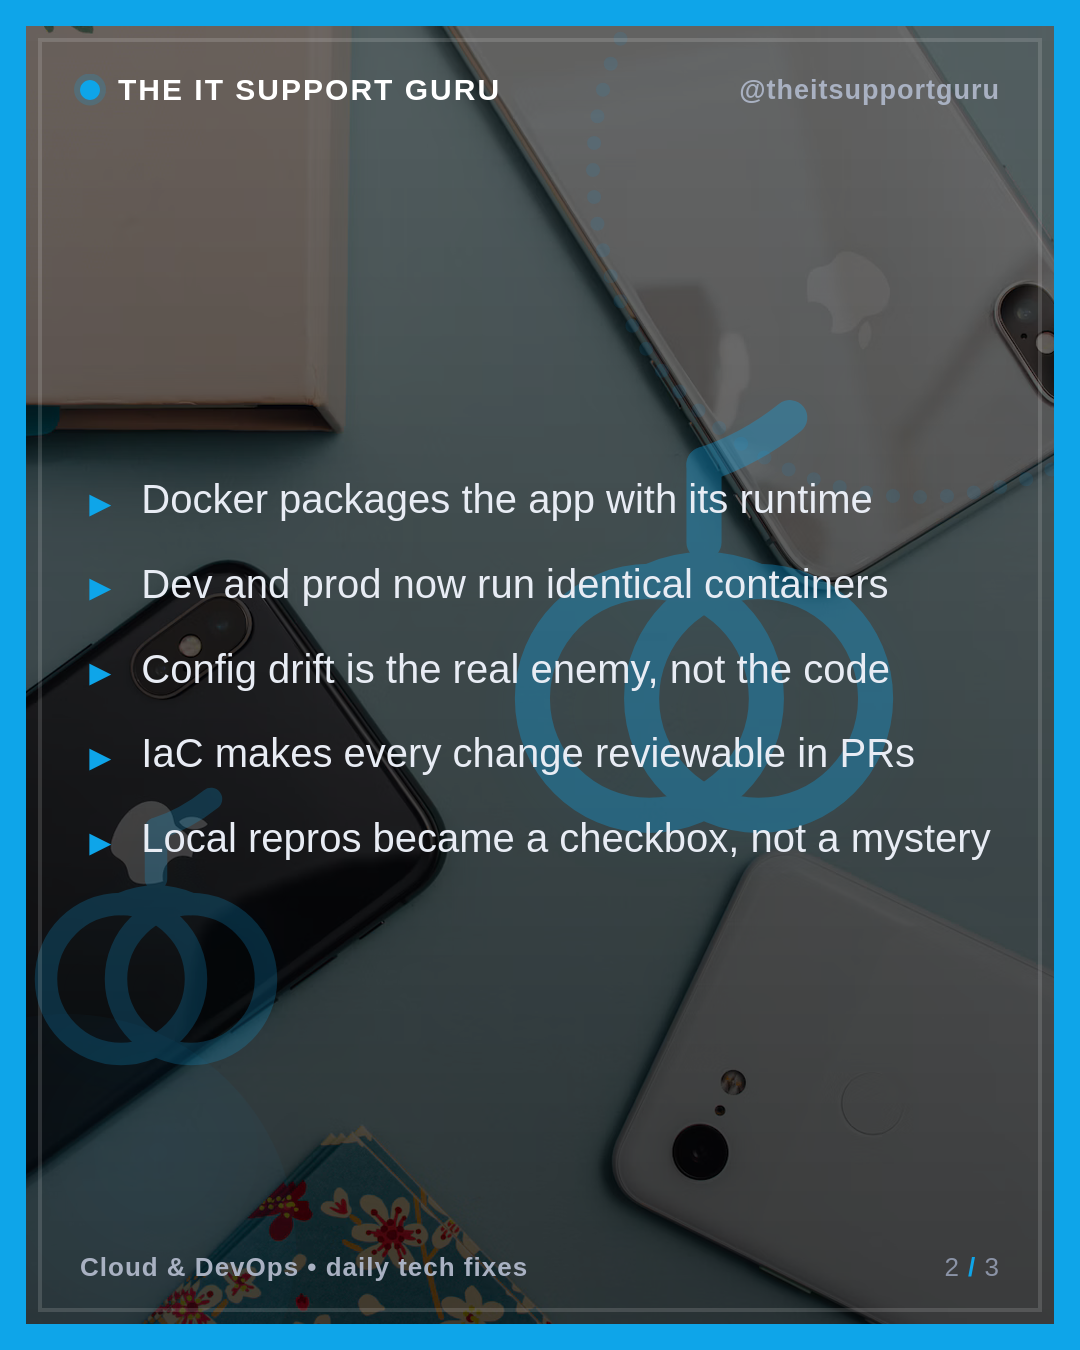 THE IT SUPPORT GURU
@theitsupportguru
► Docker packages the app with its runtime
► Dev and prod now run identical containers
► Config drift is the real enemy, not the code
► IaC makes every change reviewable in PRs
► Local repros became a checkbox, not a mystery
Cloud & DevOps • daily tech fixes
2 / 3